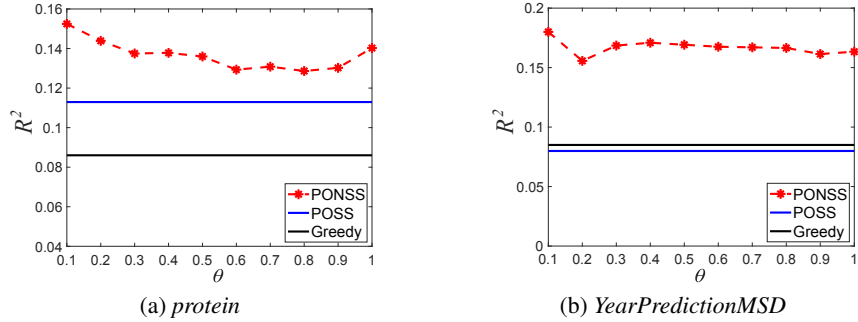 0.16
0.14
0.12
0.1
0.08
0.06
0.04
R²
PONSS
POSS
Greedy
0.1 0.2 0.3 0.4 0.5 0.6 0.7 0.8 0.9 1
θ
(a) protein
0.2
0.15
0.1
0.05
0
R²
PONSS
POSS
Greedy
0.1 0.2 0.3 0.4 0.5 0.6 0.7 0.8 0.9 1
θ
(b) YearPredictionMSD